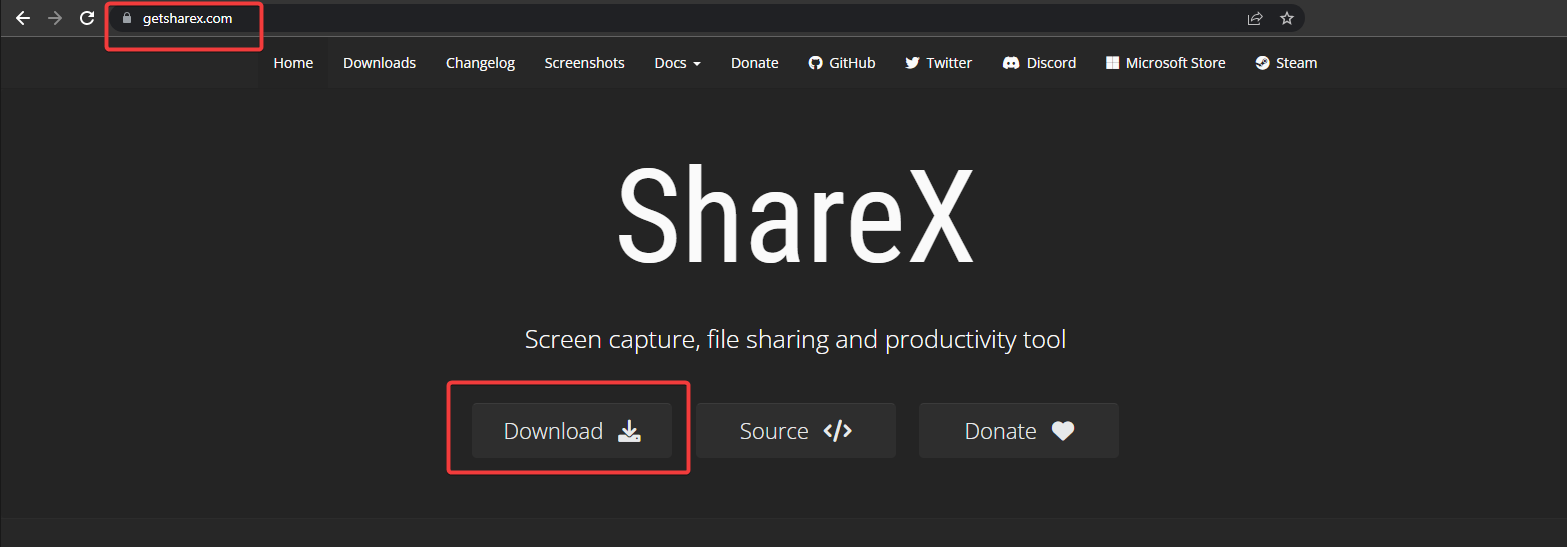 getsharex.com
Home Downloads Changelog Screenshots Docs Donate GitHub Twitter Discord Microsoft Store Steam
ShareX
Screen capture, file sharing and productivity tool
Download Source </> Donate